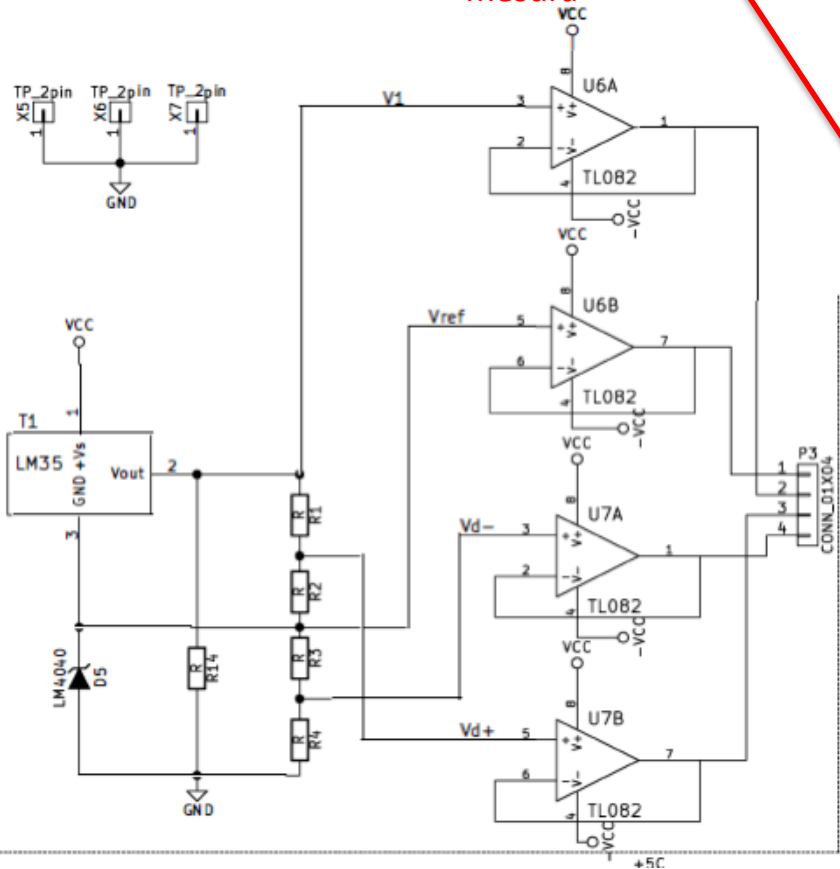 VCC
8
U6A
TP_2pin TP_2pin TP_2pin
X5 X6 X7
1 1 1
GND
V1
3
V+
2
V-
1
4
TL082
-VCC
VCC
8
U6B
Vref
5
V+
6
V-
7
4
TL082
-VCC
VCC
T1
1
LM35
GND +Vs
Vout
2
3
R R1
R R2
R R3
R R4
LM4040
D5
R R14
GND
VCC
8
U7A
Vd-
3
V+
2
V-
1
4
TL082
-VCC
P3
1
2
3
4
CONN_01X04
VCC
8
U7B
Vd+
5
V+
6
V-
7
4
TL082
-VCC
+5C